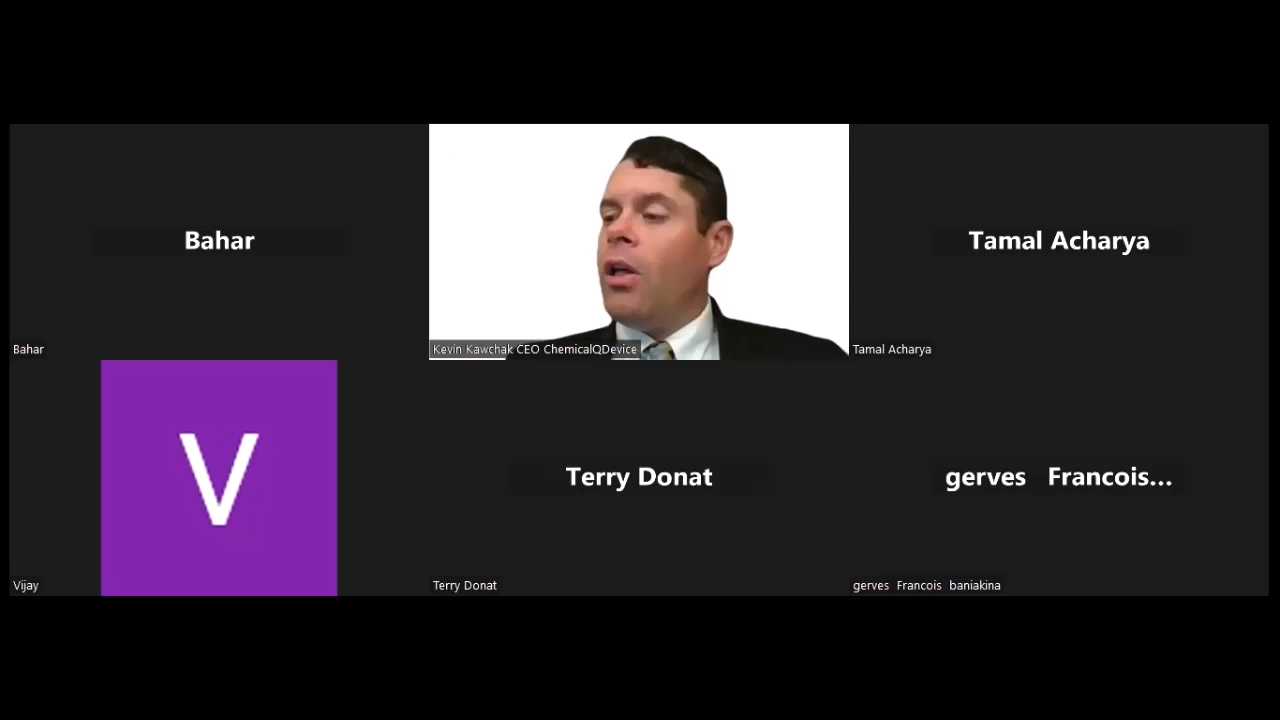 Bahar
Tamal Acharya
Bahar
Kevin Kawchak CEO ChemicalQDevice
Tamal Acharya
V
Terry Donat
gerves Francois...
Vijay
Terry Donat
gerves Francois baniakina